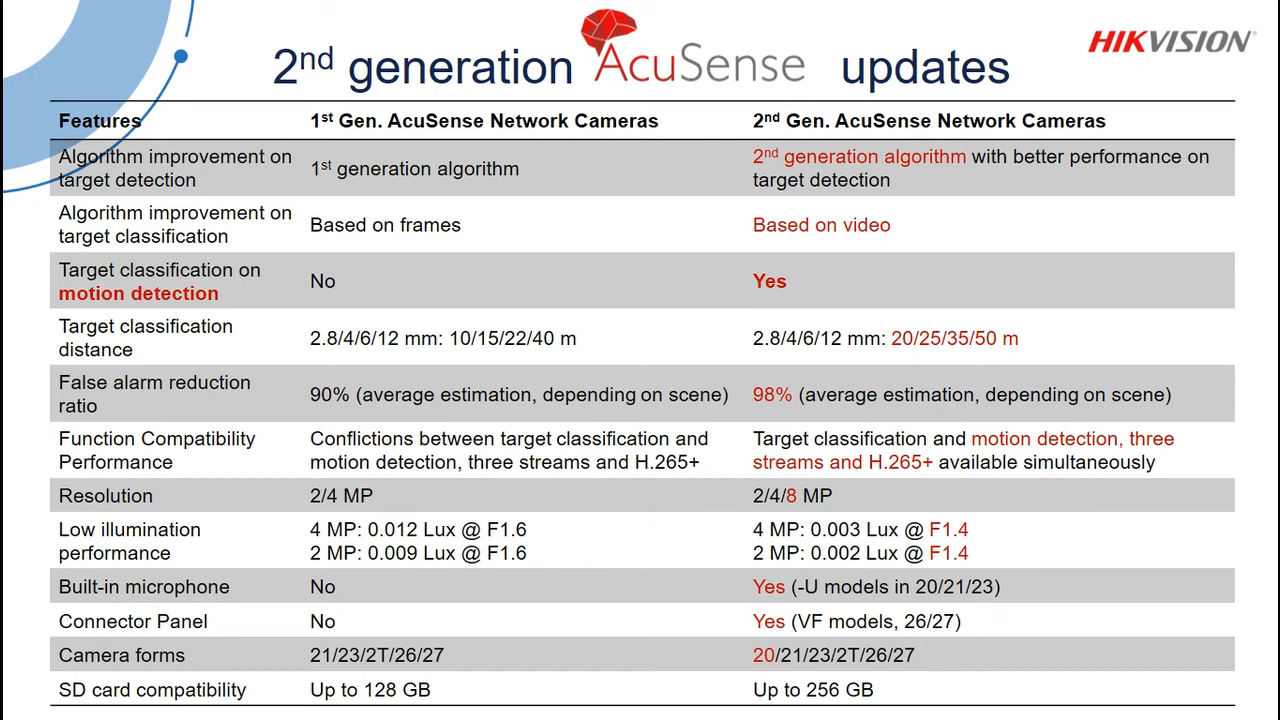 2nd generation AcuSense updates
HIKVISION®
Features 1st Gen. AcuSense Network Cameras 2nd Gen. AcuSense Network Cameras
Algorithm improvement on target detection 1st generation algorithm 2nd generation algorithm with better performance on target detection
Algorithm improvement on target classification Based on frames Based on video
Target classification on motion detection No Yes
Target classification distance 2.8/4/6/12 mm: 10/15/22/40 m 2.8/4/6/12 mm: 20/25/35/50 m
False alarm reduction ratio 90% (average estimation, depending on scene) 98% (average estimation, depending on scene)
Function Compatibility Performance Conflictions between target classification and motion detection, three streams and H.265+ Target classification and motion detection, three streams and H.265+ available simultaneously
Resolution 2/4 MP 2/4/8 MP
Low illumination performance 4 MP: 0.012 Lux @ F1.6 2 MP: 0.009 Lux @ F1.6 4 MP: 0.003 Lux @ F1.4 2 MP: 0.002 Lux @ F1.4
Built-in microphone No Yes (-U models in 20/21/23)
Connector Panel No Yes (VF models, 26/27)
Camera forms 21/23/2T/26/27 20/21/23/2T/26/27
SD card compatibility Up to 128 GB Up to 256 GB